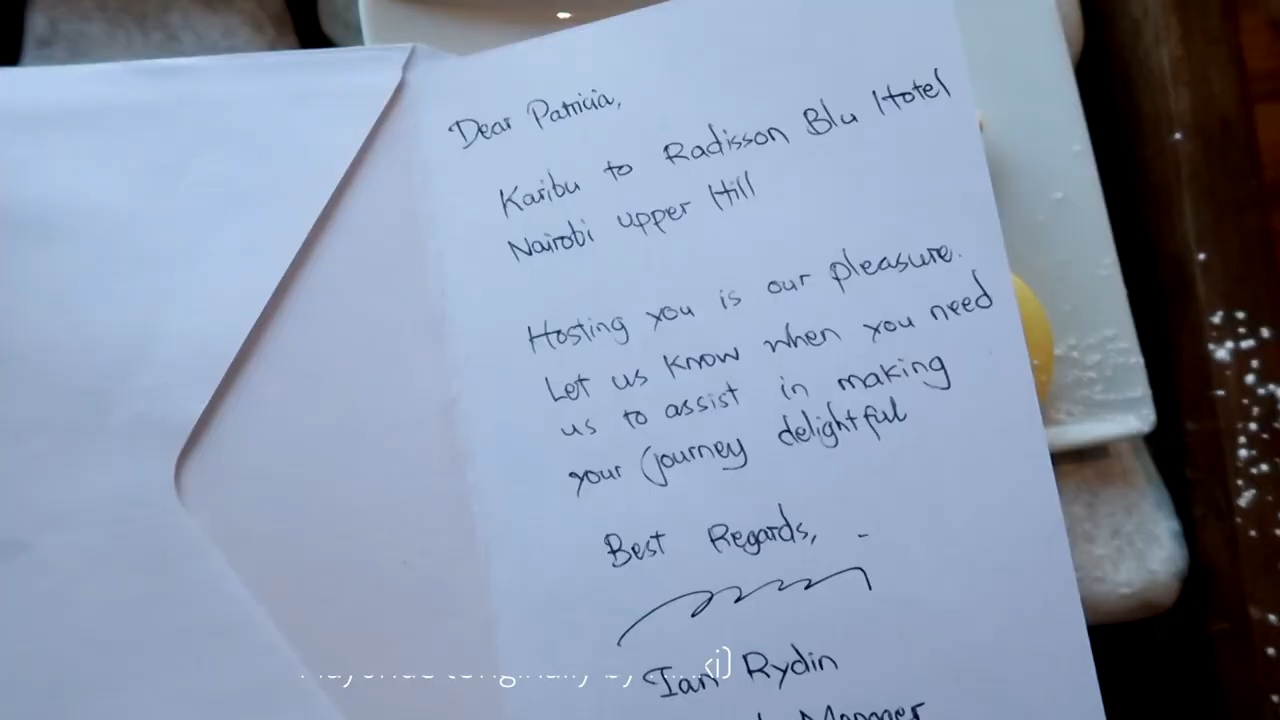 Dear Patricia,
Karibu to Radisson Blu Hotel
Nairobi upper Hill
Hosting you is our pleasure.
Let us know when you need
us to assist in making
your journey delightful
Best Regards,
Ian Rydin
Manager